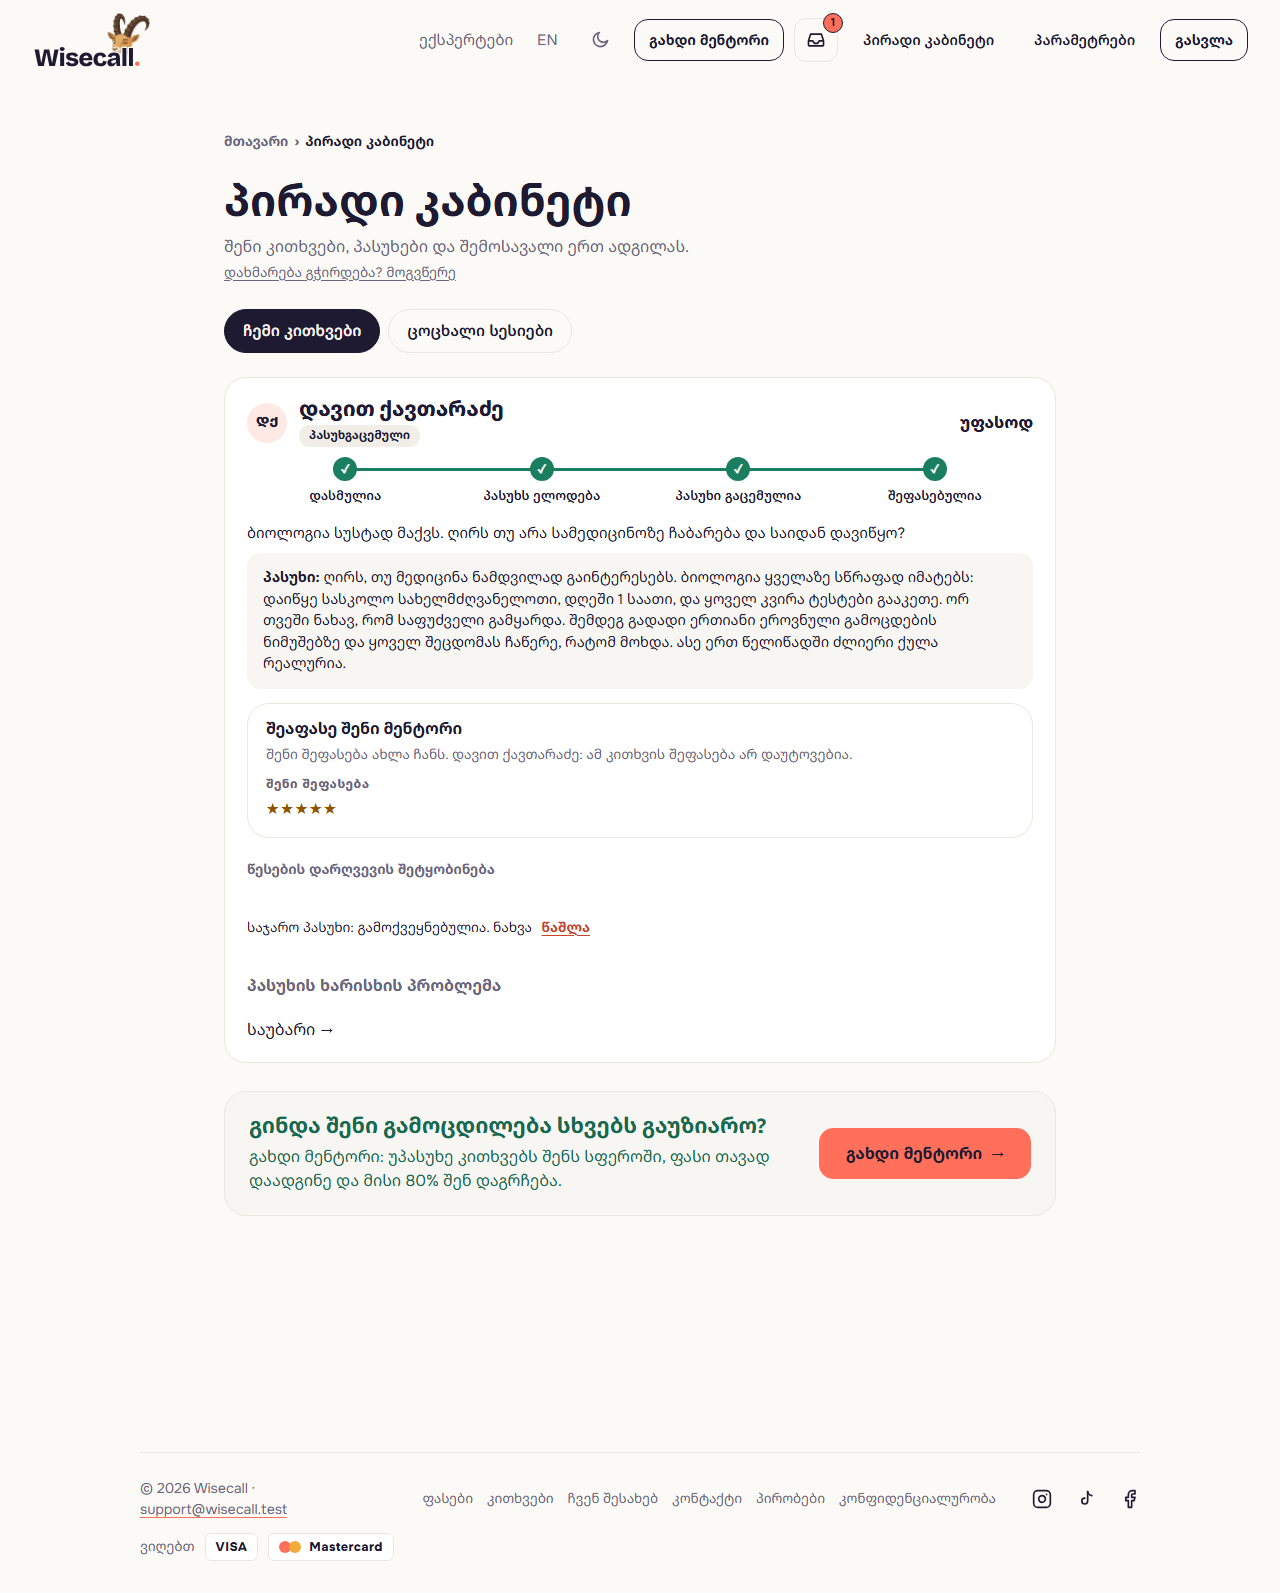 Wisecall.
ექსპერტები
EN
გახდი მენტორი
1
პირადი კაბინეტი
პარამეტრები
გასვლა
მთავარი › პირადი კაბინეტი
პირადი კაბინეტი
შენი კითხვები, პასუხები და შემოსავალი ერთ ადგილას.
დახმარება გჭირდება? მოგვწერე
ჩემი კითხვები
ცოცხალი სესიები
დქ
დავით ქავთარაძე
პასუხგაცემული
უფასოდ
დასმულია
პასუხს ელოდება
პასუხი გაცემულია
შეფასებულია
ბიოლოგია სუსტად მაქვს. ღირს თუ არა სამედიცინოზე ჩაბარება და საიდან დავიწყო?
პასუხი: ღირს, თუ მედიცინა ნამდვილად გაინტერესებს. ბიოლოგია ყველაზე სწრაფად იმატებს:
დაიწყე სასკოლო სახელმძღვანელოთი, დღეში 1 საათი, და ყოველ კვირა ტესტები გააკეთე. ორ
თვეში ნახავ, რომ საფუძველი გამყარდა. შემდეგ გადადი ერთიანი ეროვნული გამოცდების
ნიმუშებზე და ყოველ შეცდომას ჩაწერე, რატომ მოხდა. ასე ერთ წელიწადში ძლიერი ქულა
რეალურია.
შეაფასე შენი მენტორი
შენი შეფასება ახლა ჩანს. დავით ქავთარაძე: ამ კითხვის შეფასება არ დაუტოვებია.
შენი შეფასება
★★★★★
წესების დარღვევის შეტყობინება
საჯარო პასუხი: გამოქვეყნებულია. ნახვა წაშლა
პასუხის ხარისხის პრობლემა
საუბარი →
გინდა შენი გამოცდილება სხვებს გაუზიარო?
გახდი მენტორი: უპასუხე კითხვებს შენს სფეროში, ფასი თავად
დაადგინე და მისი 80% შენ დაგრჩება.
გახდი მენტორი →
© 2026 Wisecall ·
support@wisecall.test
ფასები
კითხვები
ჩვენ შესახებ
კონტაქტი
პირობები
კონფიდენციალურობა
ვიღებთ
VISA
Mastercard